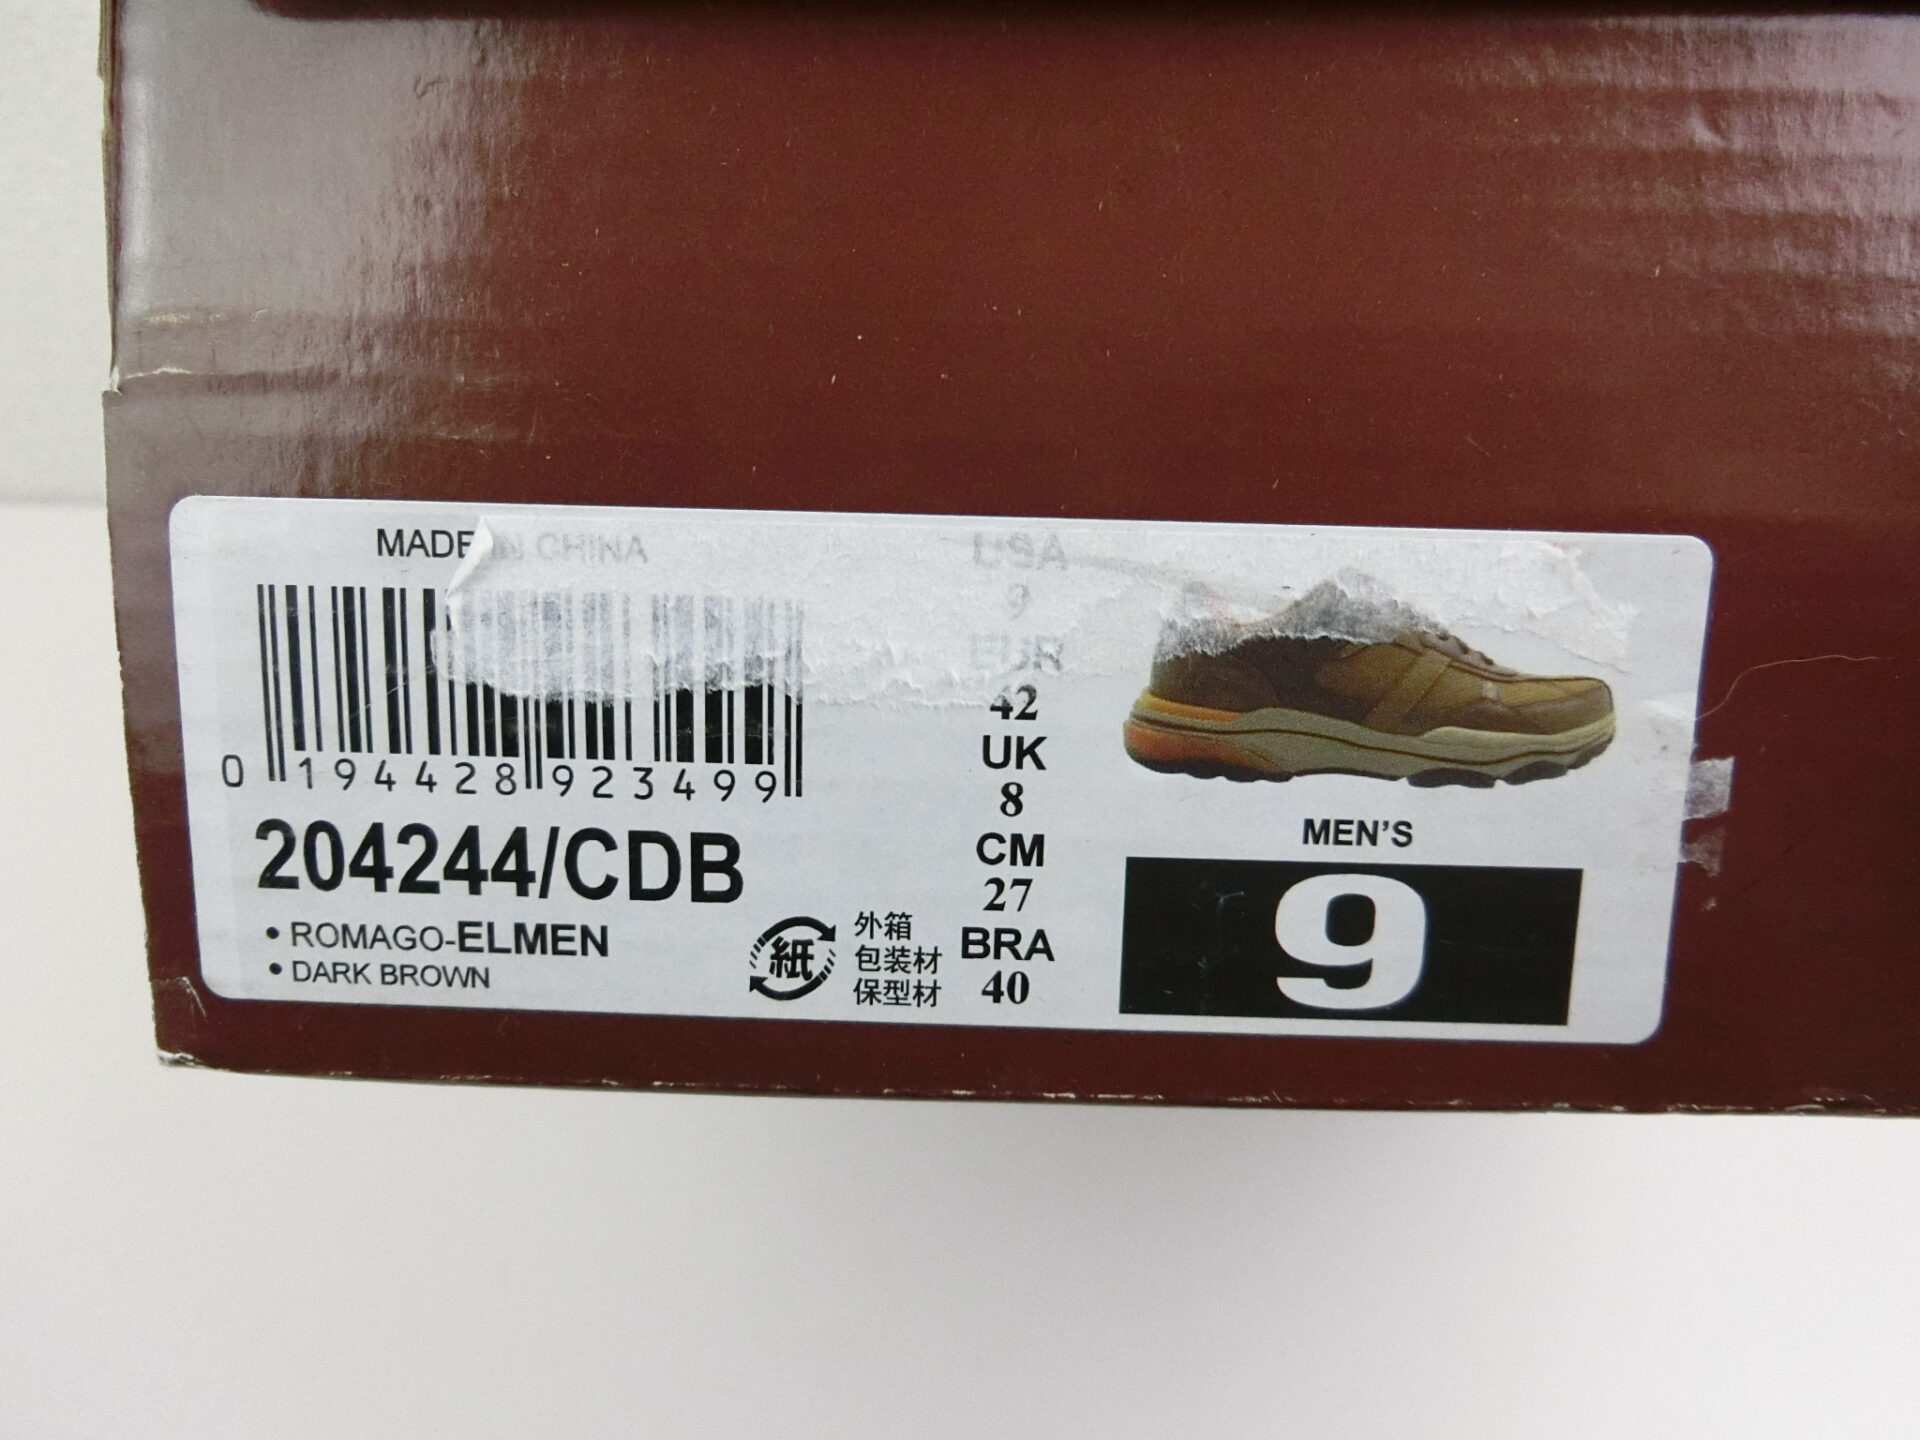 MADE IN CHINA
0 194428 923499
204244/CDB
• ROMAGO-ELMEN
• DARK BROWN
紙
外箱
包装材
保型材
USA
9
EUR
42
UK
8
CM
27
BRA
40
MEN'S
9